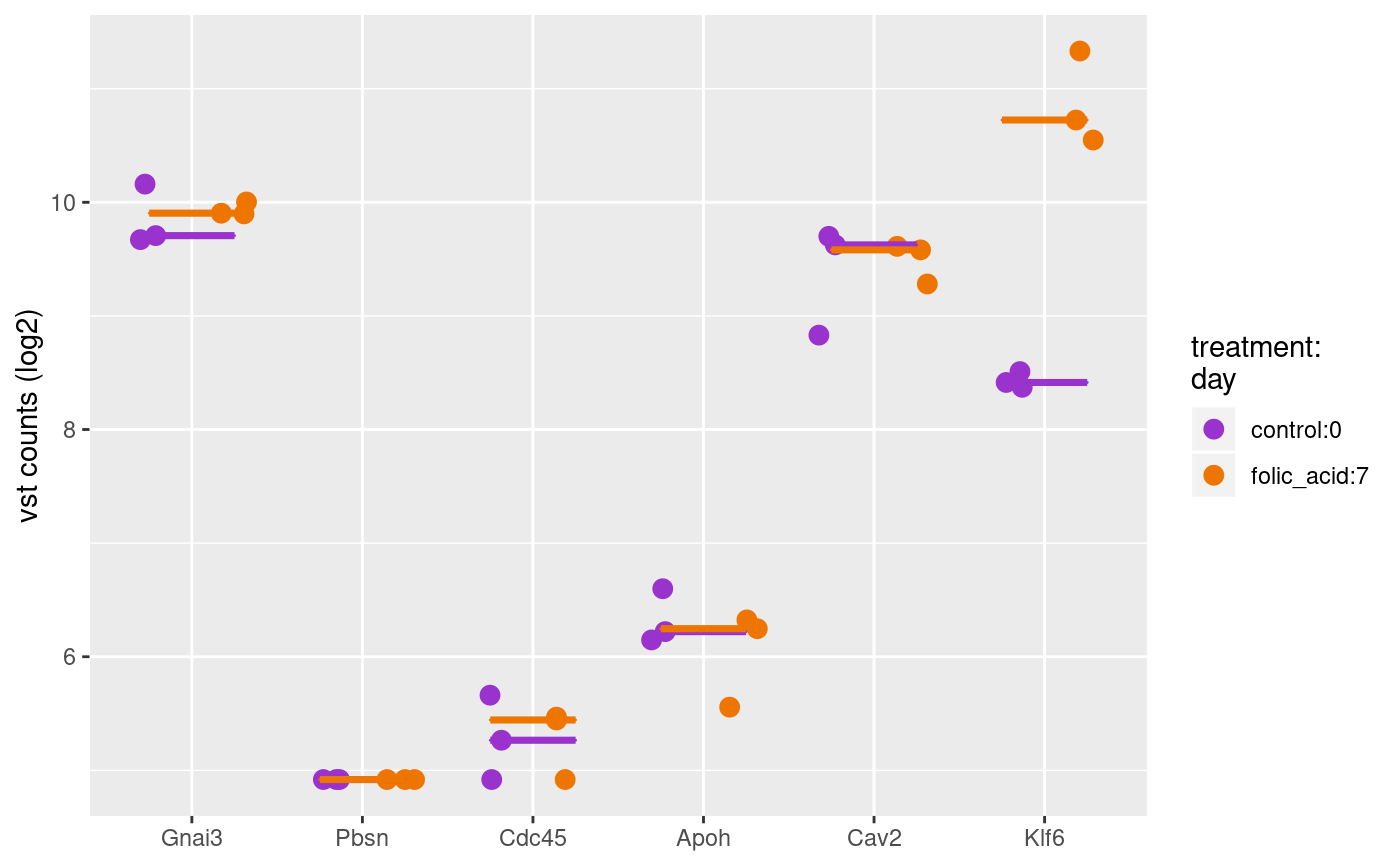 vst counts (log2)
10
8
6
Gnai3 Pbsn Cdc45 Apoh Cav2 Klf6
treatment:
day
control:0
folic_acid:7